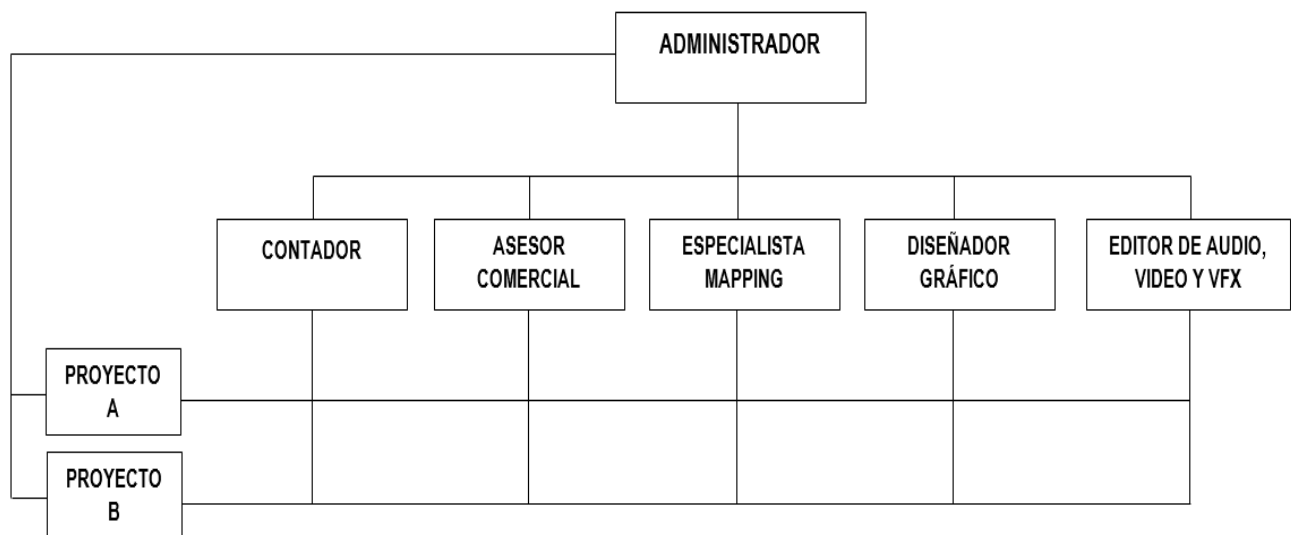 ADMINISTRADOR
CONTADOR
ASESOR
COMERCIAL
ESPECIALISTA
MAPPING
DISEÑADOR
GRÁFICO
EDITOR DE AUDIO,
VIDEO Y VFX
PROYECTO
A
PROYECTO
B